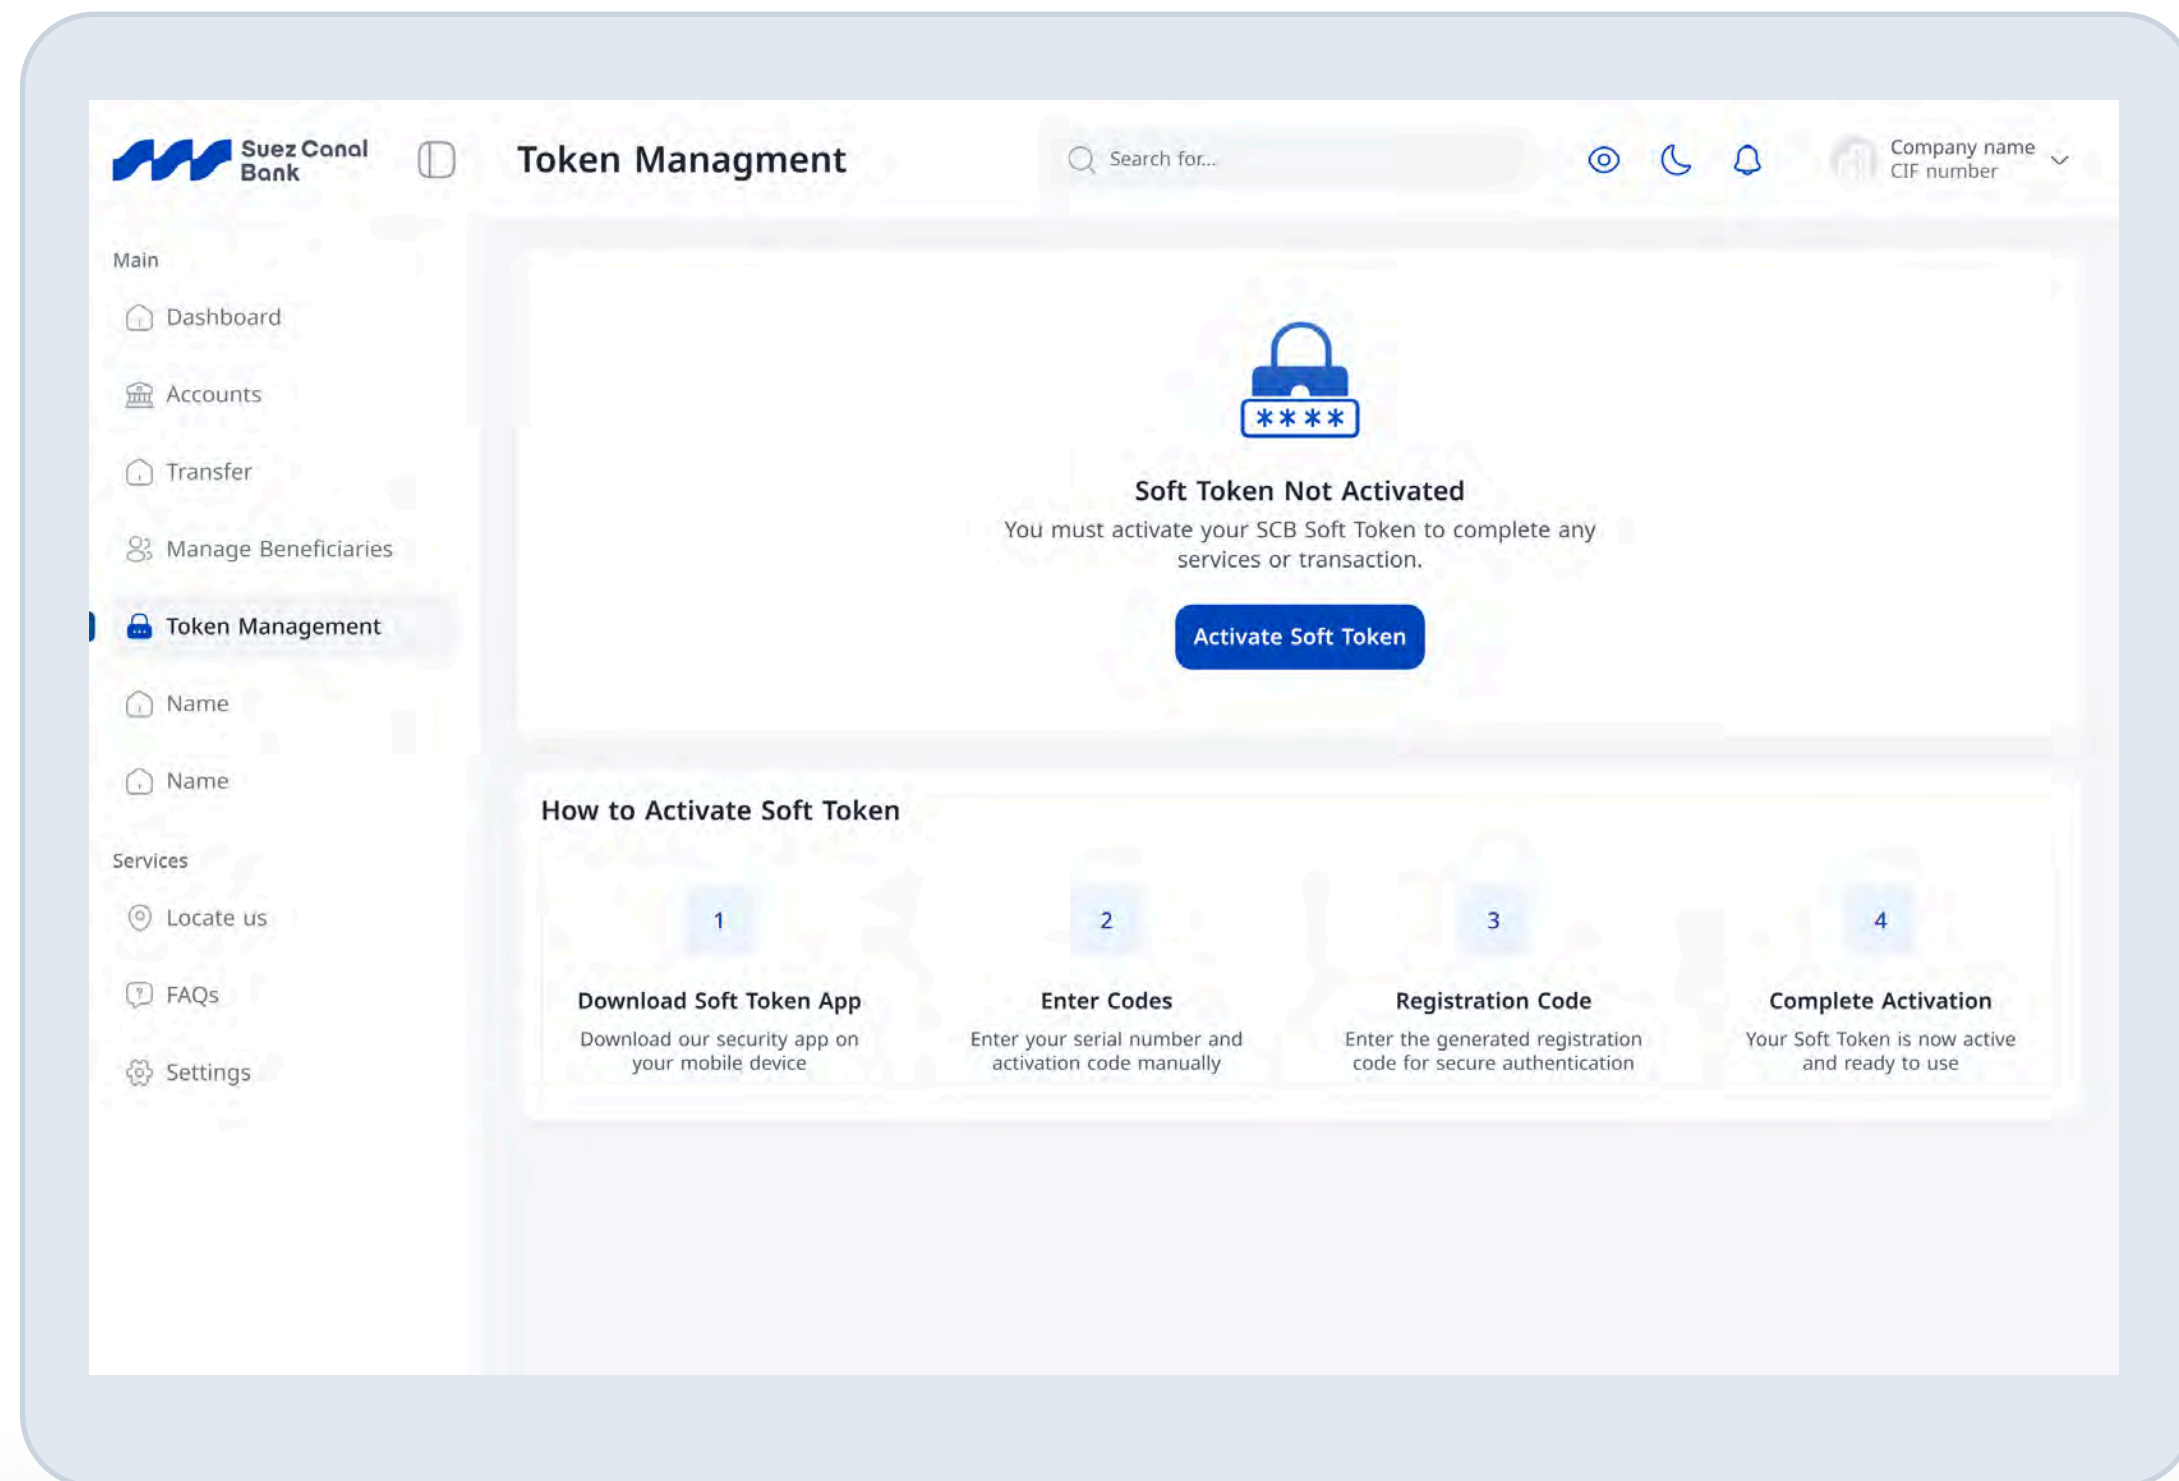 Suez Canal
Bank
Token Managment
Search for...
Company name
CIF number
Main
Dashboard
Accounts
Transfer
Manage Beneficiaries
Token Management
Name
Name
Services
Locate us
FAQs
Settings
****
Soft Token Not Activated
You must activate your SCB Soft Token to complete any
services or transaction.
Activate Soft Token
How to Activate Soft Token
1
Download Soft Token App
Download our security app on
your mobile device
2
Enter Codes
Enter your serial number and
activation code manually
3
Registration Code
Enter the generated registration
code for secure authentication
4
Complete Activation
Your Soft Token is now active
and ready to use